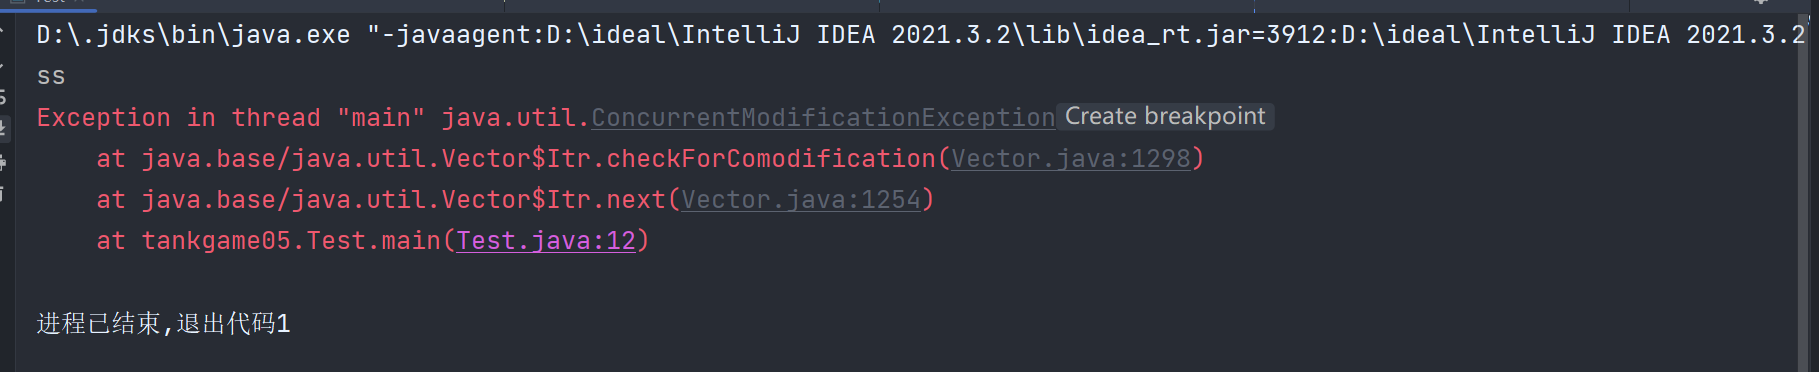 D:\.jdks\bin\java.exe "-javaagent:D:\ideal\IntelliJ IDEA 2021.3.2\lib\idea_rt.jar=3912:D:\ideal\IntelliJ IDEA 2021.3.2
ss
Exception in thread "main" java.util.ConcurrentModificationException Create breakpoint
at java.base/java.util.Vector$Itr.checkForComodification(Vector.java:1298)
at java.base/java.util.Vector$Itr.next(Vector.java:1254)
at tankgame05.Test.main(Test.java:12)
进程已结束,退出代码1